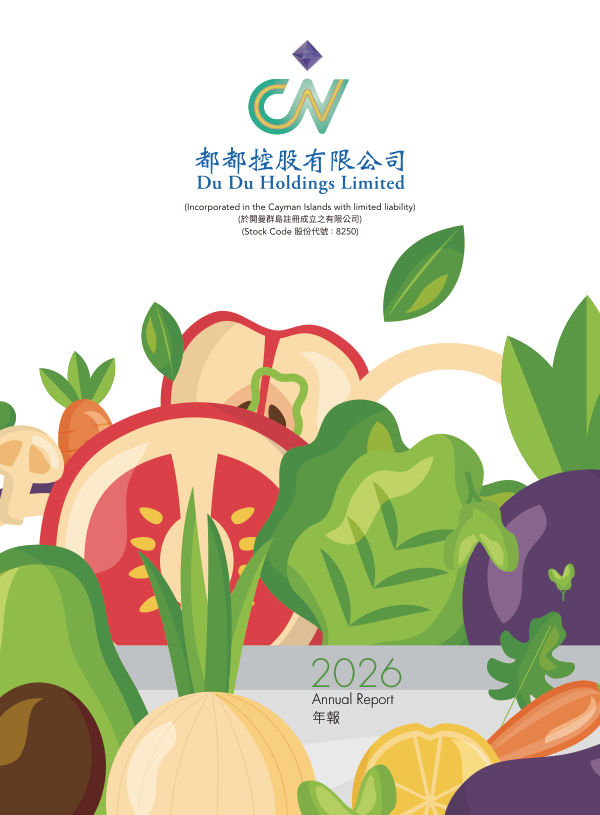 CN
都都控股有限公司
Du Du Holdings Limited
(Incorporated in the Cayman Islands with limited liability)
(於開曼群島註冊成立之有限公司)
(Stock Code 股份代號：8250)
2026
Annual Report
年報